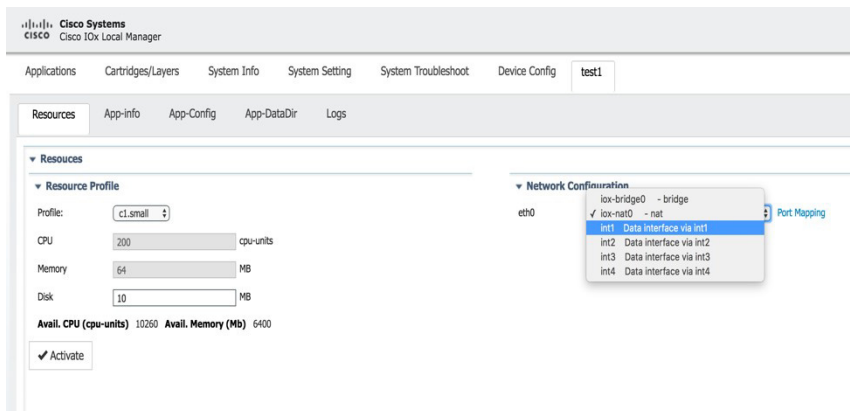 Cisco Systems
CISCO Cisco IOx Local Manager
Applications Cartridges/Layers System Info System Setting System Troubleshoot Device Config test1
Resources App-info App-Config App-DataDir Logs
Resouces
Resource Profile
Profile: c1.small
CPU 200 cpu-units
Memory 64 MB
Disk 10 MB
Avail. CPU (cpu-units) 10260 Avail. Memory (Mb) 6400
✔ Activate
Network Configuration
eth0
iox-bridge0 - bridge
✓ iox-nat0 - nat
int1 Data interface via int1
int2 Data interface via int2
int3 Data interface via int3
int4 Data interface via int4
Port Mapping